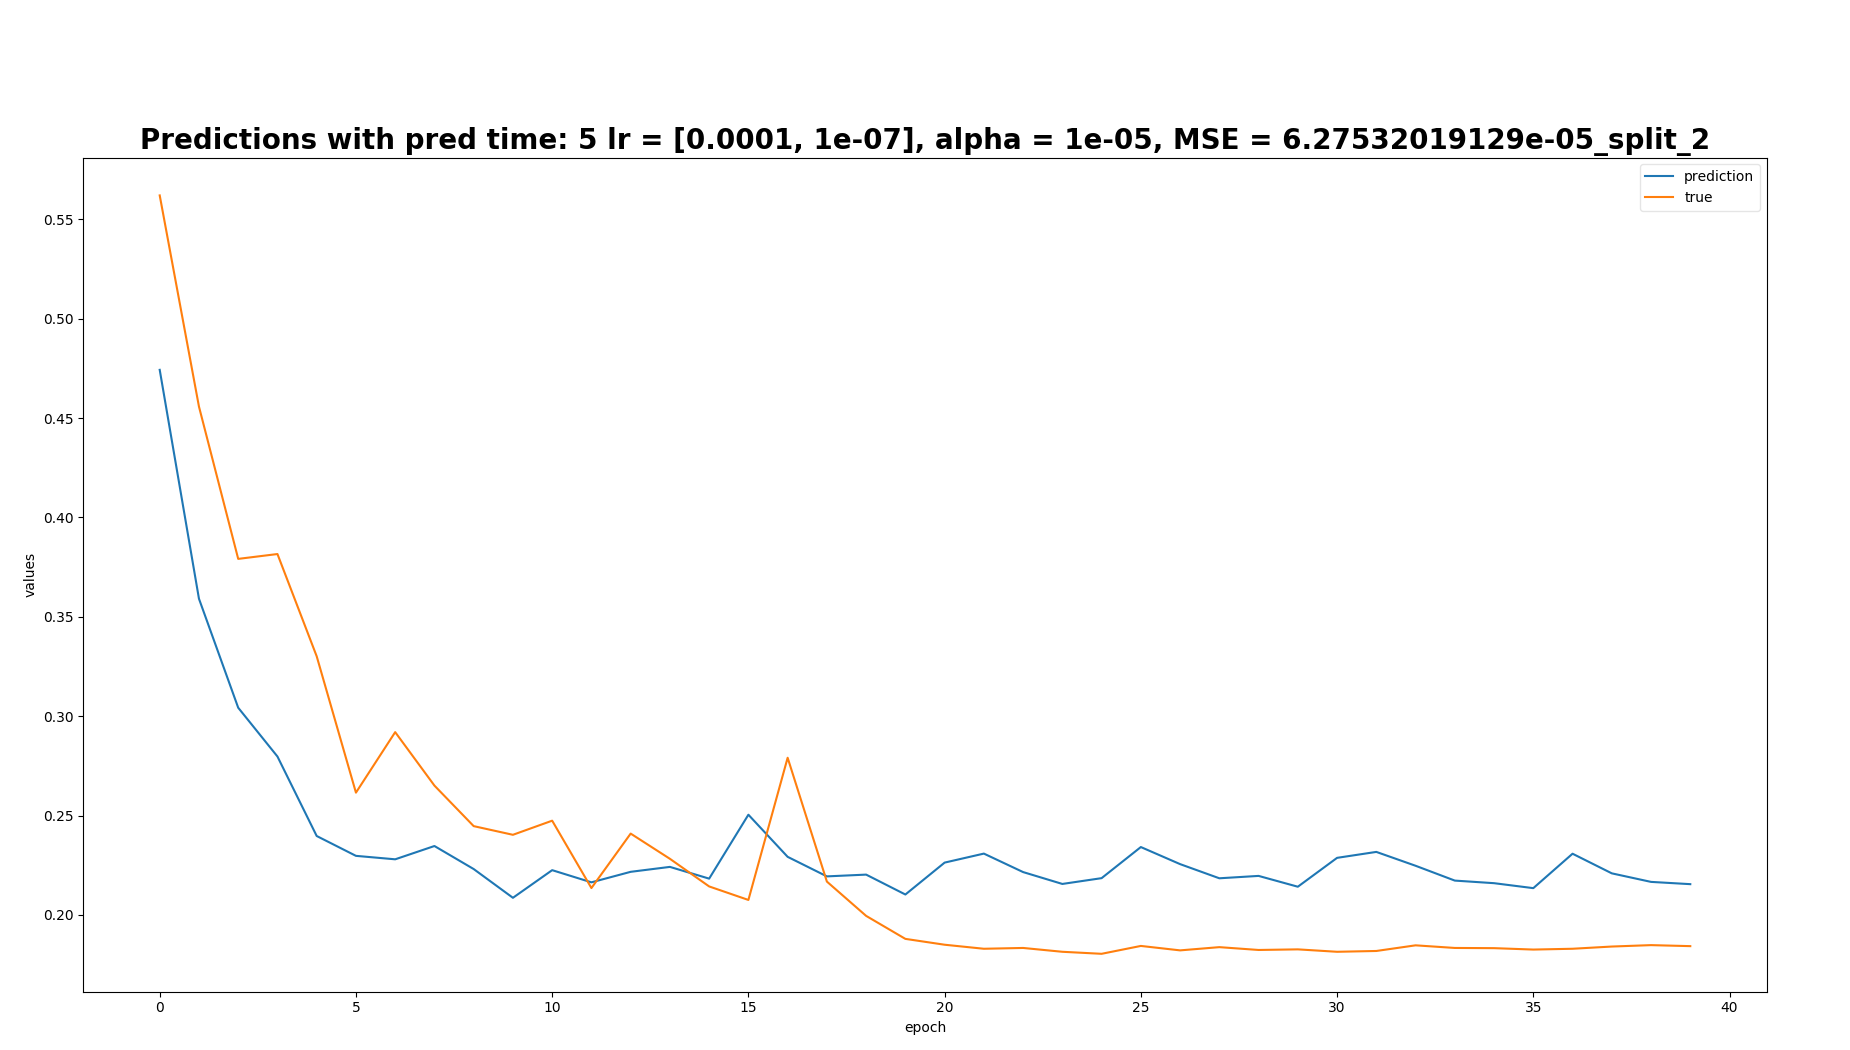 Predictions with pred time: 5 lr = [0.0001, 1e-07], alpha = 1e-05, MSE = 6.27532019129e-05_split_2
prediction
true
0.55
0.50
0.45
0.40
0.35
0.30
0.25
0.20
values
0 5 10 15 20 25 30 35 40
epoch